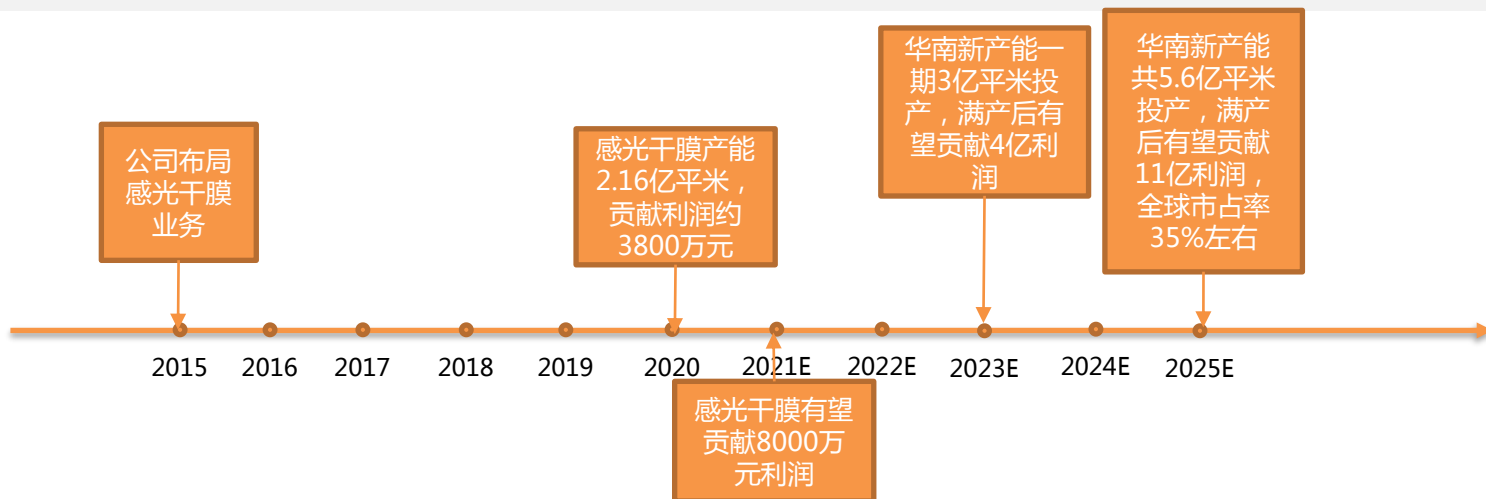 公司布局
感光干膜
业务
感光干膜产能
2.16亿平米，
贡献利润约
3800万元
华南新产能一
期3亿平米投
产，满产后有
望贡献4亿利
润
华南新产能
共5.6亿平米
投产，满产
后有望贡献
11亿利润，
全球市占率
35%左右
2015
2016
2017
2018
2019
2020
2021E
2022E
2023E
2024E
2025E
感光干膜有望
贡献8000万
元利润